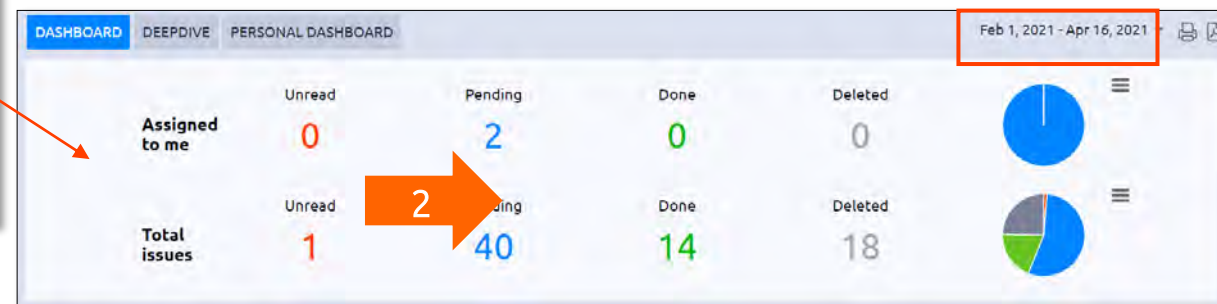 DASHBOARD DEEPDIVE PERSONAL DASHBOARD Feb 1, 2021 - Apr 16, 2021
Unread Pending Done Deleted
Assigned to me 0 2 0 0
Unread 2 ding Done Deleted
Total issues 1 40 14 18